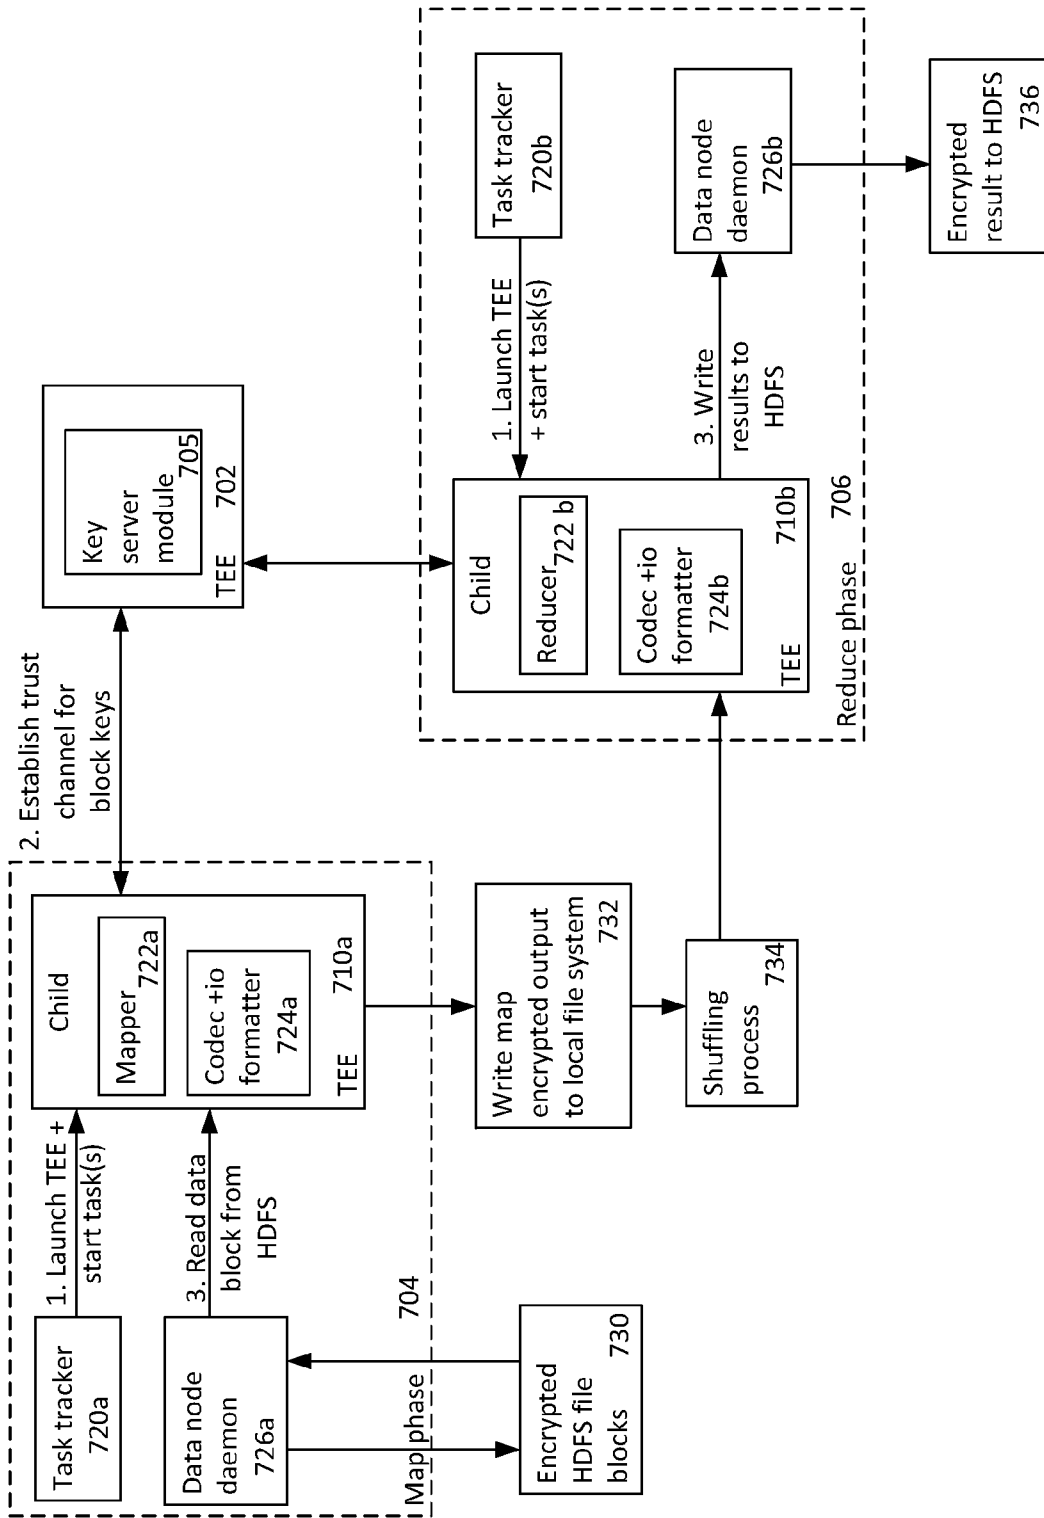 Task tracker
720a
1. Launch TEE +
start task(s)
Data node
daemon
726a
3. Read data
block from
HDFS
Child
Mapper
722a
Codec +io
formatter
724a
TEE
710a
Map phase
704
2. Establish trust
channel for
block keys
Key
server
module
705
TEE
702
Encrypted
HDFS file
blocks
730
Write map
encrypted output
to local file system
732
Shuffling
process
734
Child
Reducer
722 b
Codec +io
formatter
724b
TEE
710b
1. Launch TEE
+ start task(s)
Task tracker
720b
3. Write
results to
HDFS
Data node
daemon
726b
Reduce phase
706
Encrypted
result to HDFS
736